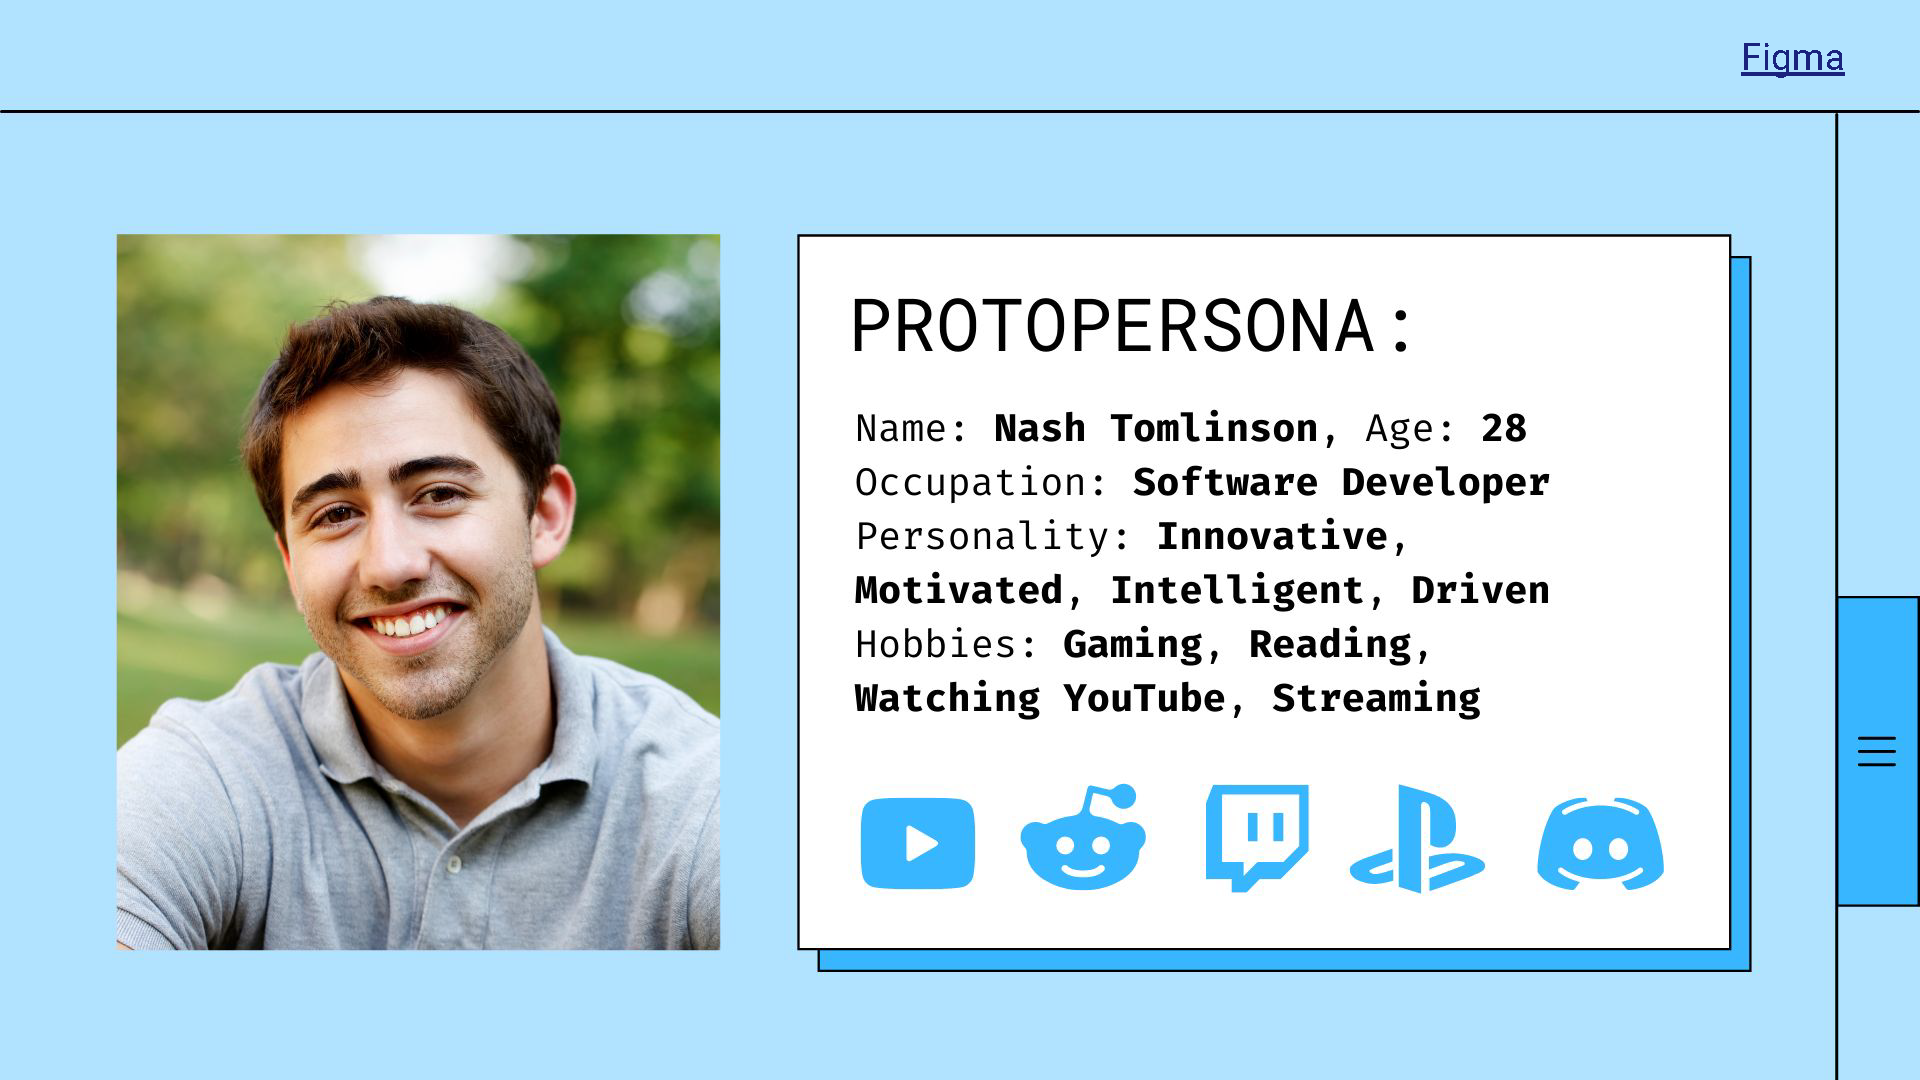 Figma
PROTOPERSONA:
Name: Nash Tomlinson, Age: 28
Occupation: Software Developer
Personality: Innovative,
Motivated, Intelligent, Driven
Hobbies: Gaming, Reading,
Watching YouTube, Streaming